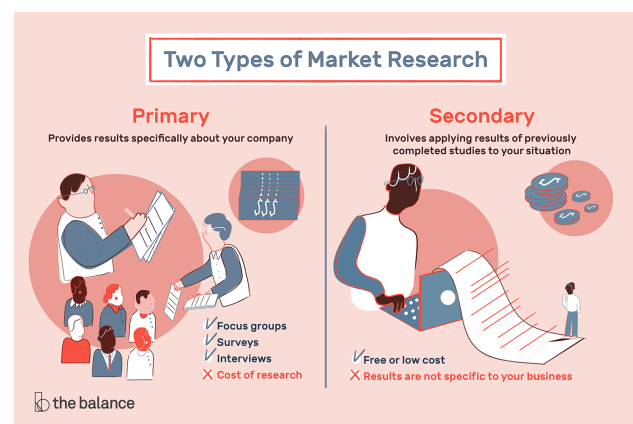 Two Types of Market Research
Primary
Provides results specifically about your company
$$$
Focus groups
Surveys
Interviews
Cost of research
Secondary
Involves applying results of previously
completed studies to your situation
$
$
$
$
Free or low cost
Results are not specific to your business
the balance